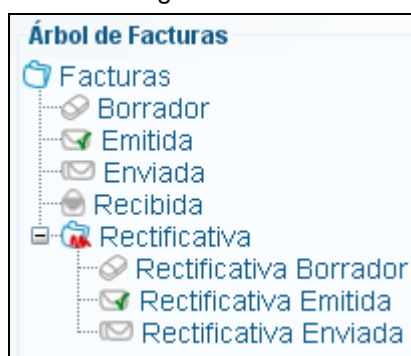 Árbol de Facturas
Facturas
Borrador
Emitida
Enviada
Recibida
Rectificativa
Rectificativa Borrador
Rectificativa Emitida
Rectificativa Enviada